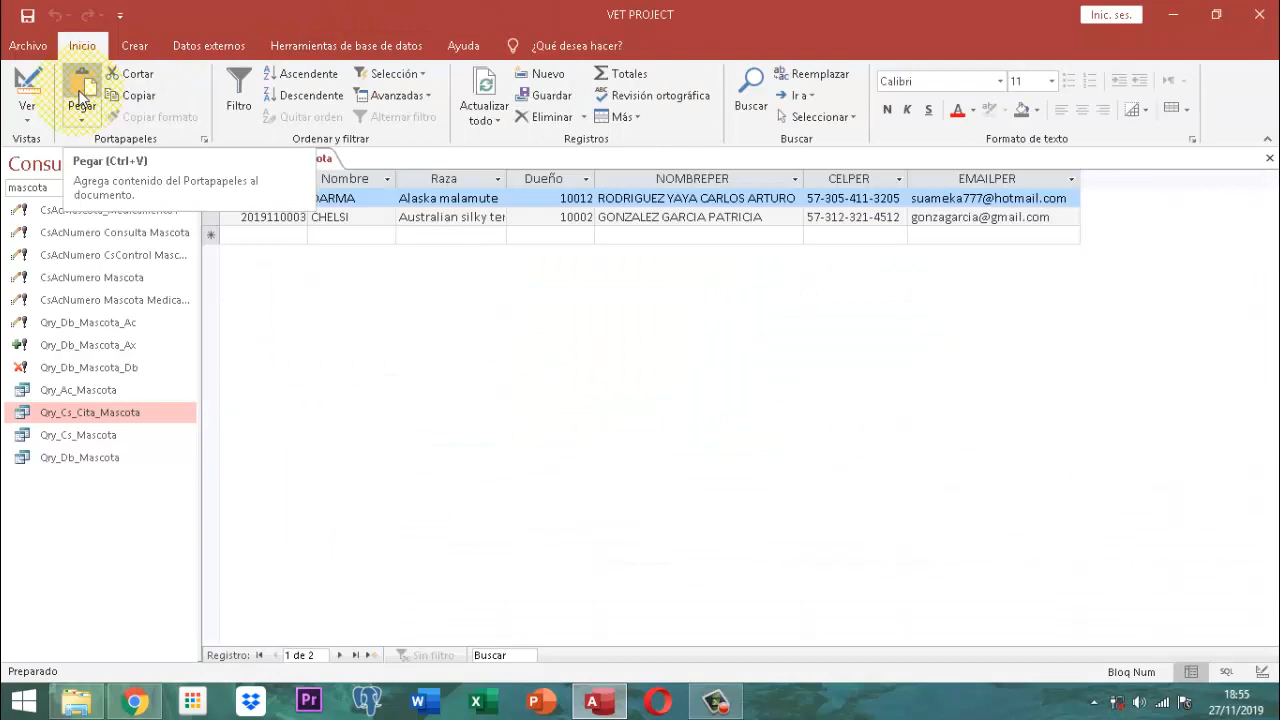 VET PROJECT
Inic. ses.
Archivo Inicio Crear Datos externos Herramientas de base de datos Ayuda ¿Qué desea hacer?
Ver
Pegar
Cortar
Copiar
Copiar formato
Vistas Portapapeles
Filtro
Ascendente Selección
Descendente Avanzadas
Quitar orden
Ordenar y filtrar
Actualizar
todo
Nuevo Totales
Guardar Revisión ortográfica
Eliminar Más
Registros
Buscar
Reemplazar
Ir a
Seleccionar
Buscar
Calibri 11
N K S A
Formato de texto
Pegar (Ctrl+V)
Agrega contenido del Portapapeles al
documento.
Consu
mascota
CsAcNumero Consulta Mascota
CsAcNumero CsControl Masc...
CsAcNumero Mascota
CsAcNumero Mascota Medica...
Qry_Db_Mascota_Ac
Qry_Db_Mascota_Ax
Qry_Db_Mascota_Db
Qry_Ac_Mascota
Qry_Cs_Cita_Mascota
Qry_Cs_Mascota
Qry_Db_Mascota
ota
Nombre Raza Dueño NOMBREPER CELPER EMAILPER
DARMA Alaska malamute 10012 RODRIGUEZ YAYA CARLOS ARTURO 57-305-411-3205 suameka777@hotmail.com
2019110003 CHELSI Australian silky ter 10002 GONZALEZ GARCIA PATRICIA 57-312-321-4512 gonzagarcia@gmail.com
Registro: 1 de 2 Sin filtro Buscar
Preparado Bloq Num SQL
Pr W X P A
18:55
27/11/2019